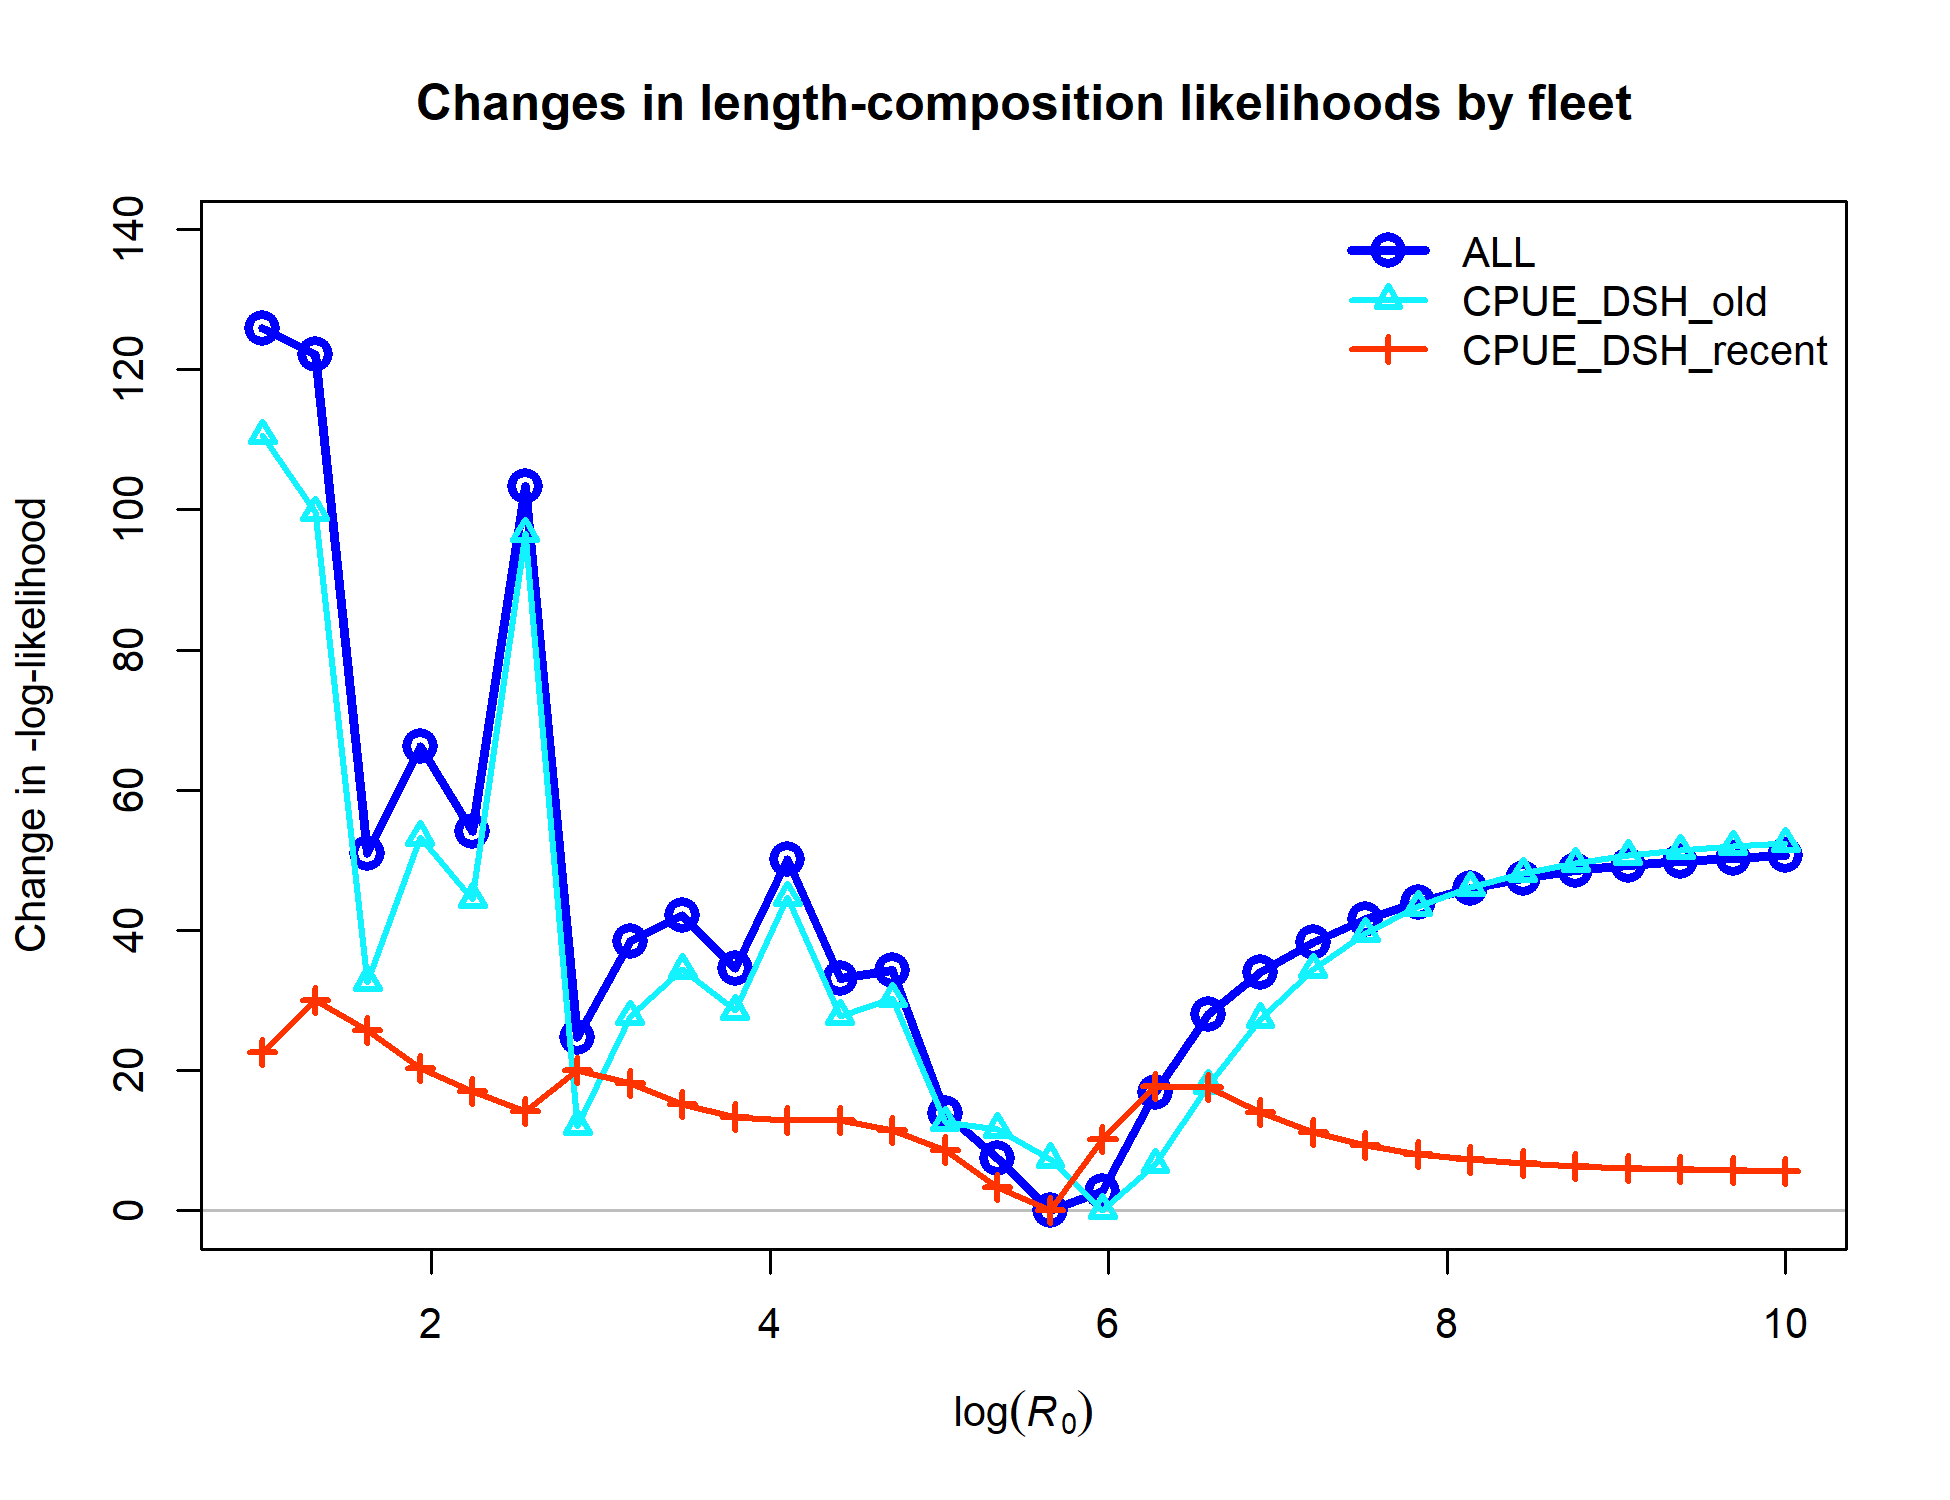 Changes in length-composition likelihoods by fleet
ALL
CPUE_DSH_old
CPUE_DSH_recent
Change in -log-likelihood
140
120
100
80
60
40
20
0
2 4 6 8 10
log(R0)